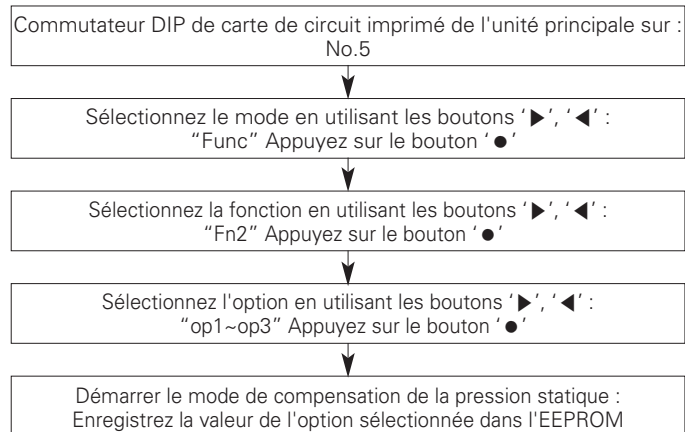 Commutateur DIP de carte de circuit imprimé de l'unité principale sur :
No.5
Sélectionnez le mode en utilisant les boutons ‘▶’, ‘◀’ :
“Func” Appuyez sur le bouton ‘●’
Sélectionnez la fonction en utilisant les boutons ‘▶’, ‘◀’ :
“Fn2” Appuyez sur le bouton ‘●’
Sélectionnez l'option en utilisant les boutons ‘▶’, ‘◀’ :
“op1~op3” Appuyez sur le bouton ‘●’
Démarrer le mode de compensation de la pression statique :
Enregistrez la valeur de l'option sélectionnée dans l'EEPROM